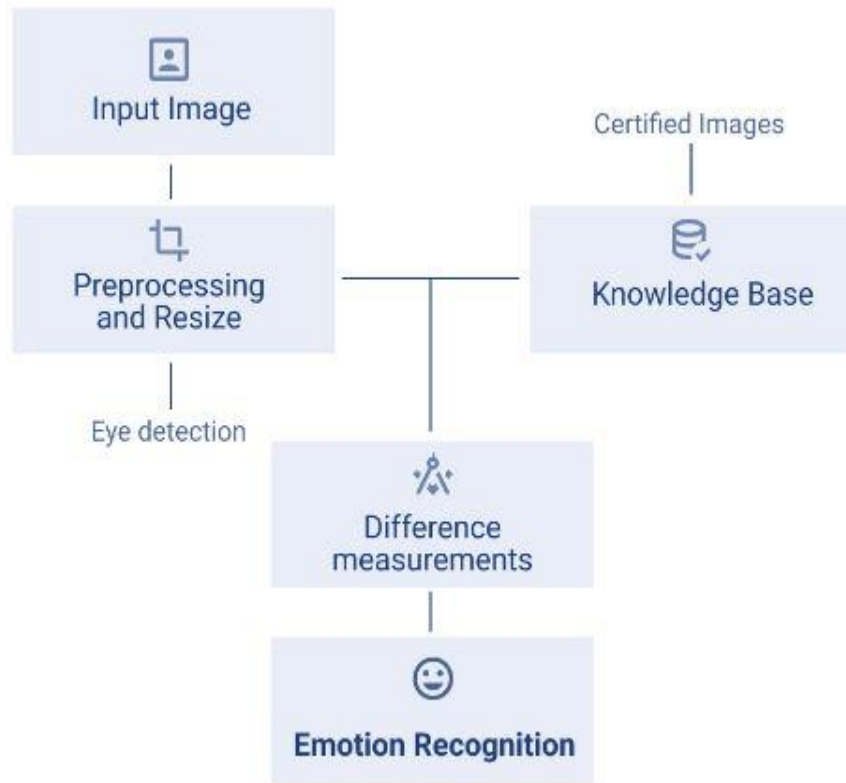 Input Image
Certified Images
Preprocessing
and Resize
Knowledge Base
Eye detection
Difference
measurements
Emotion Recognition